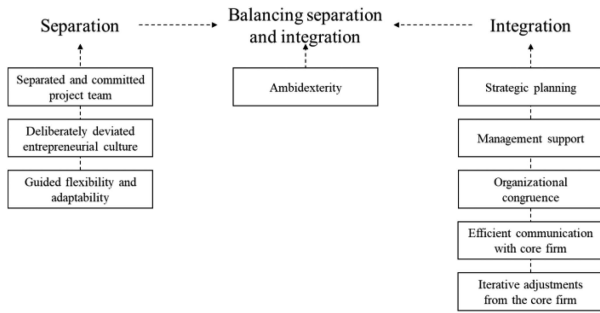 Separation
Balancing separation
and integration
Integration
Separated and committed
project team
Deliberately deviated
entrepreneurial culture
Guided flexibility and
adaptability
Ambidexterity
Strategic planning
Management support
Organizational
congruence
Efficient communication
with core firm
Iterative adjustments
from the core firm